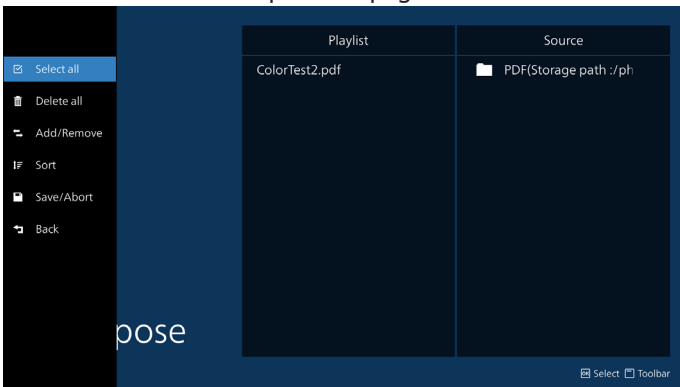 Select all
Delete all
Add/Remove
Sort
Save/Abort
Back
pose
Playlist
ColorTest2.pdf
Source
PDF(Storage path :/ph
OK Select Toolbar